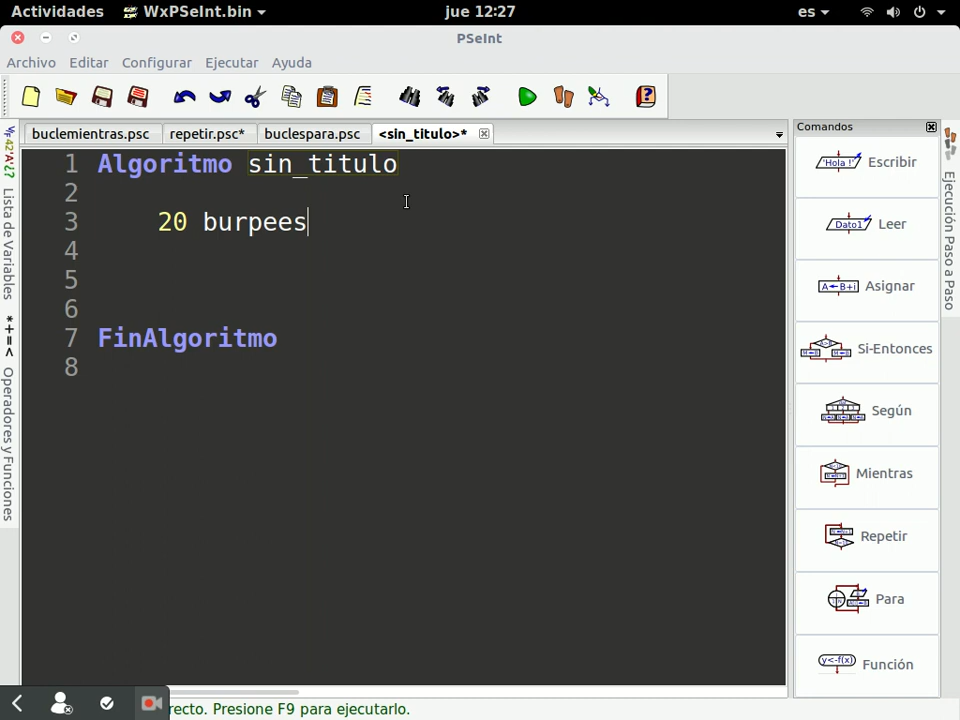 Actividades WxPSeInt.bin jue 12:27 es
PSeInt
Archivo Editar Configurar Ejecutar Ayuda
buclemientras.psc repetir.psc* buclespara.psc <sin_titulo>*
Comandos
1 Algoritmo sin_titulo
2
3 20 burpees
4
5
6
7 FinAlgoritmo
8
Lista de Variables
*+=< Operadores y Funciones
'Hola !' Escribir
Dato1 Leer
A←B+i Asignar
Si-Entonces
Según
Mientras
Repetir
Para
y<-f(x) Función
Ejecución Paso a Paso
recto. Presione F9 para ejecutarlo.